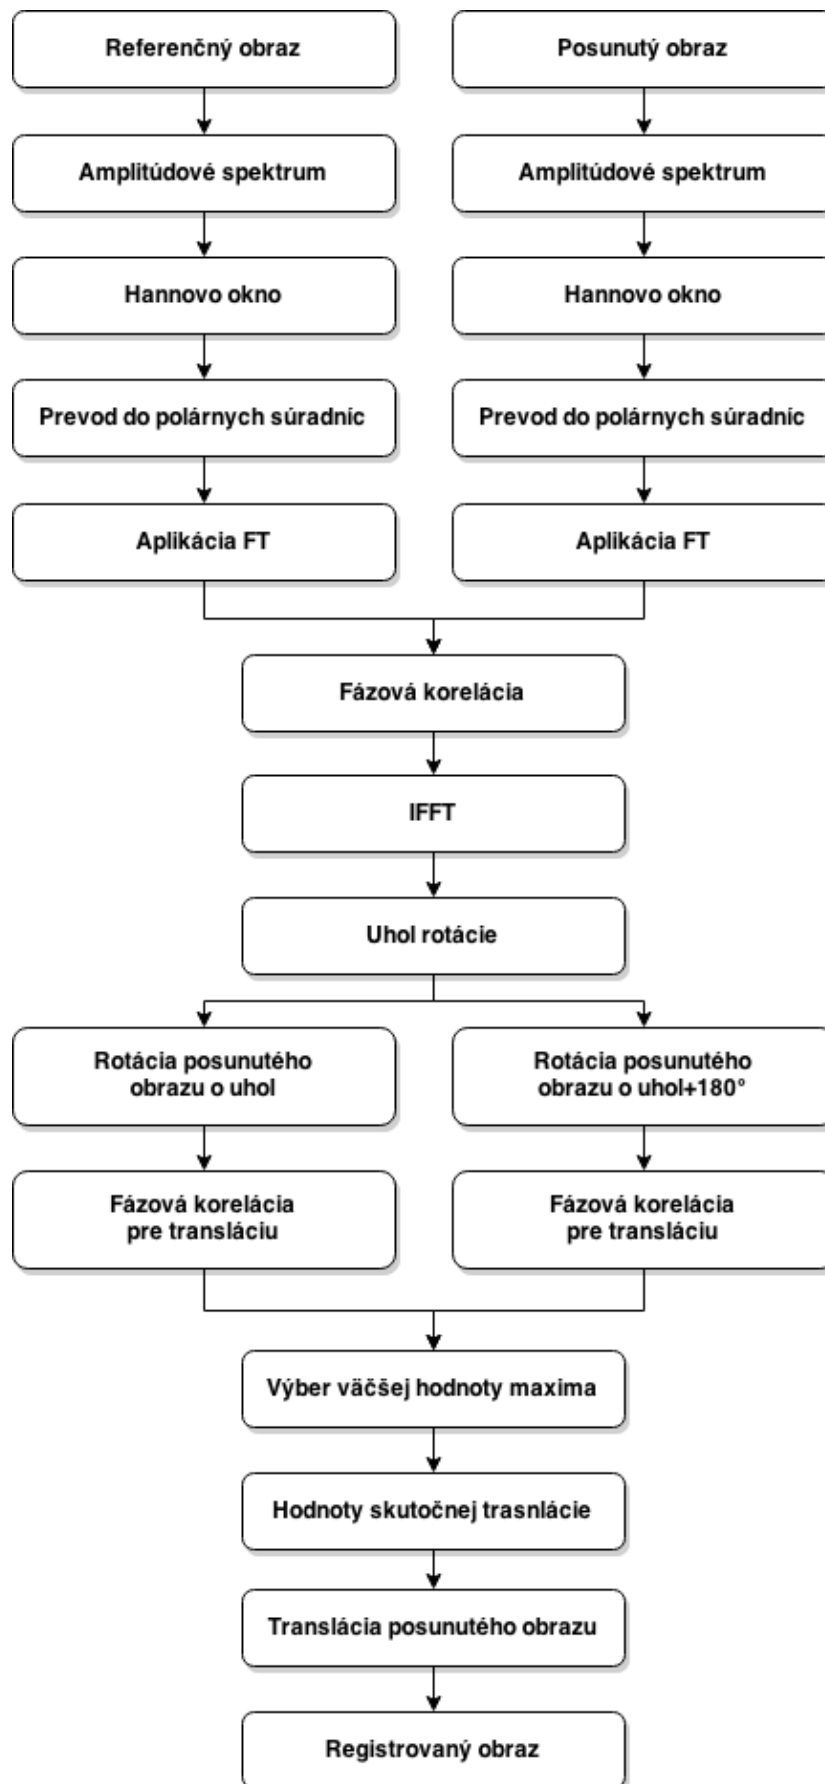 Referenčný obraz
Posunutý obraz
Amplitúdové spektrum
Amplitúdové spektrum
Hannovo okno
Hannovo okno
Prevod do polárnych súradníc
Prevod do polárnych súradníc
Aplikácia FT
Aplikácia FT
Fázová korelácia
IFFT
Uhol rotácie
Rotácia posunutého
obrazu o uhol
Rotácia posunutého
obrazu o uhol+180°
Fázová korelácia
pre transláciu
Fázová korelácia
pre transláciu
Výber väčšej hodnoty maxima
Hodnoty skutočnej trasnlácie
Translácia posunutého obrazu
Registrovaný obraz